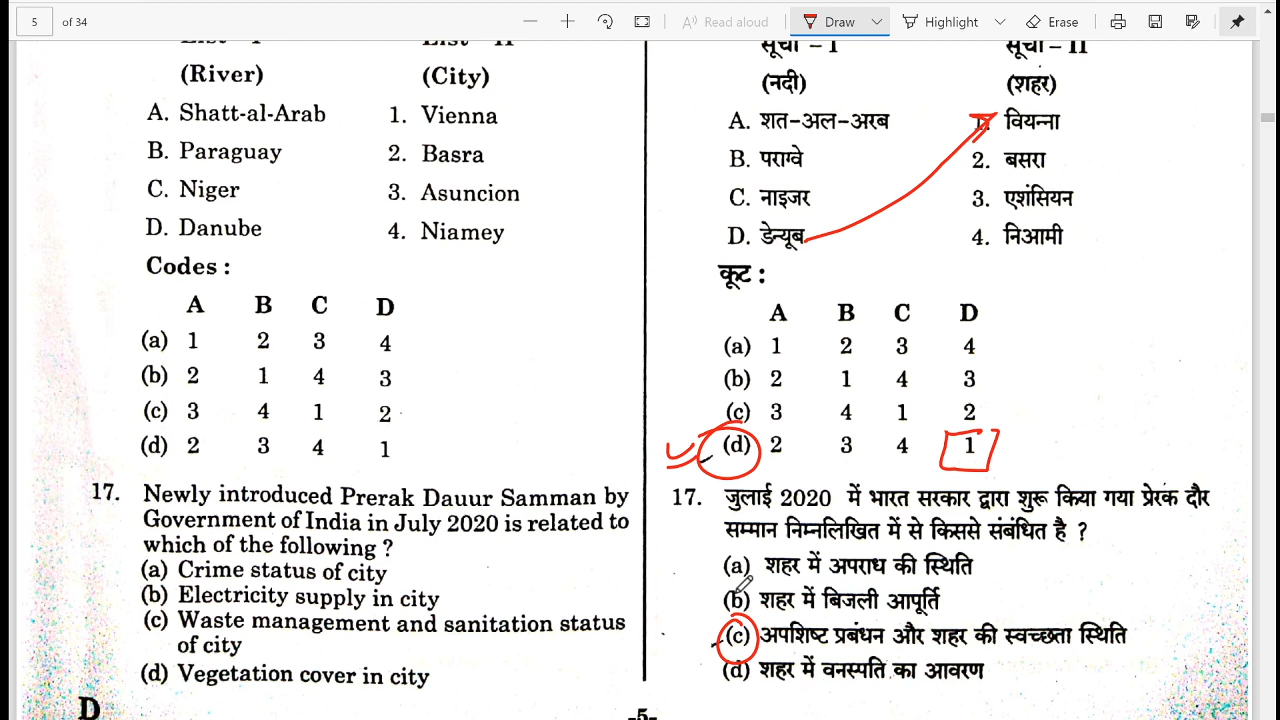 5 of 34 Read aloud Draw Highlight Erase
List – I List – II
(River) (City)
A. Shatt-al-Arab 1. Vienna
B. Paraguay 2. Basra
C. Niger 3. Asuncion
D. Danube 4. Niamey
Codes :
A B C D
(a) 1 2 3 4
(b) 2 1 4 3
(c) 3 4 1 2
(d) 2 3 4 1
17. Newly introduced Prerak Dauur Samman by
Government of India in July 2020 is related to
which of the following ?
(a) Crime status of city
(b) Electricity supply in city
(c) Waste management and sanitation status
of city
(d) Vegetation cover in city
D
सूची – I सूची – II
(नदी) (शहर)
A. शत-अल-अरब 1. वियन्ना
B. पराग्वे 2. बसरा
C. नाइजर 3. एशंसियन
D. डेन्यूब 4. निआमी
कूट :
A B C D
(a) 1 2 3 4
(b) 2 1 4 3
(c) 3 4 1 2
(d) 2 3 4 1
17. जुलाई 2020 में भारत सरकार द्वारा शुरू किया गया प्रेरक दौर
सम्मान निम्नलिखित में से किससे संबंधित है ?
(a) शहर में अपराध की स्थिति
(b) शहर में बिजली आपूर्ति
(c) अपशिष्ट प्रबंधन और शहर की स्वच्छता स्थिति
(d) शहर में वनस्पति का आवरण
-5-